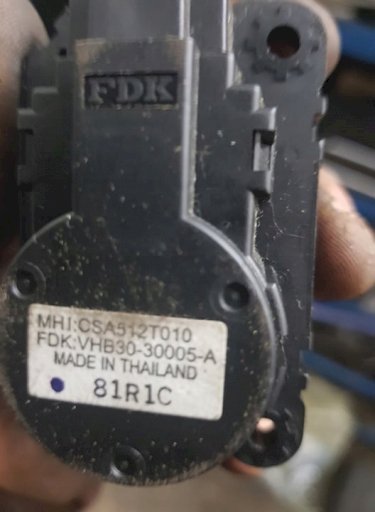 FDK
MHI:CSA512T010
FDK:VHB30-30005-A
MADE IN THAILAND
81R1C